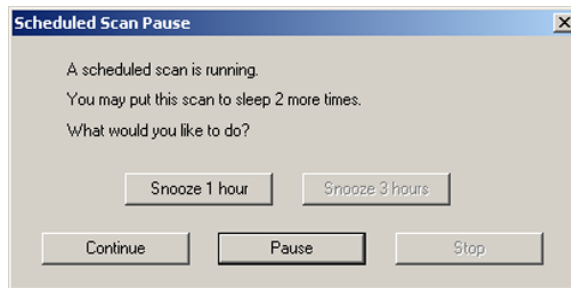 Scheduled Scan Pause
A scheduled scan is running.
You may put this scan to sleep 2 more times.
What would you like to do?
Snooze 1 hour Snooze 3 hours
Continue Pause Stop